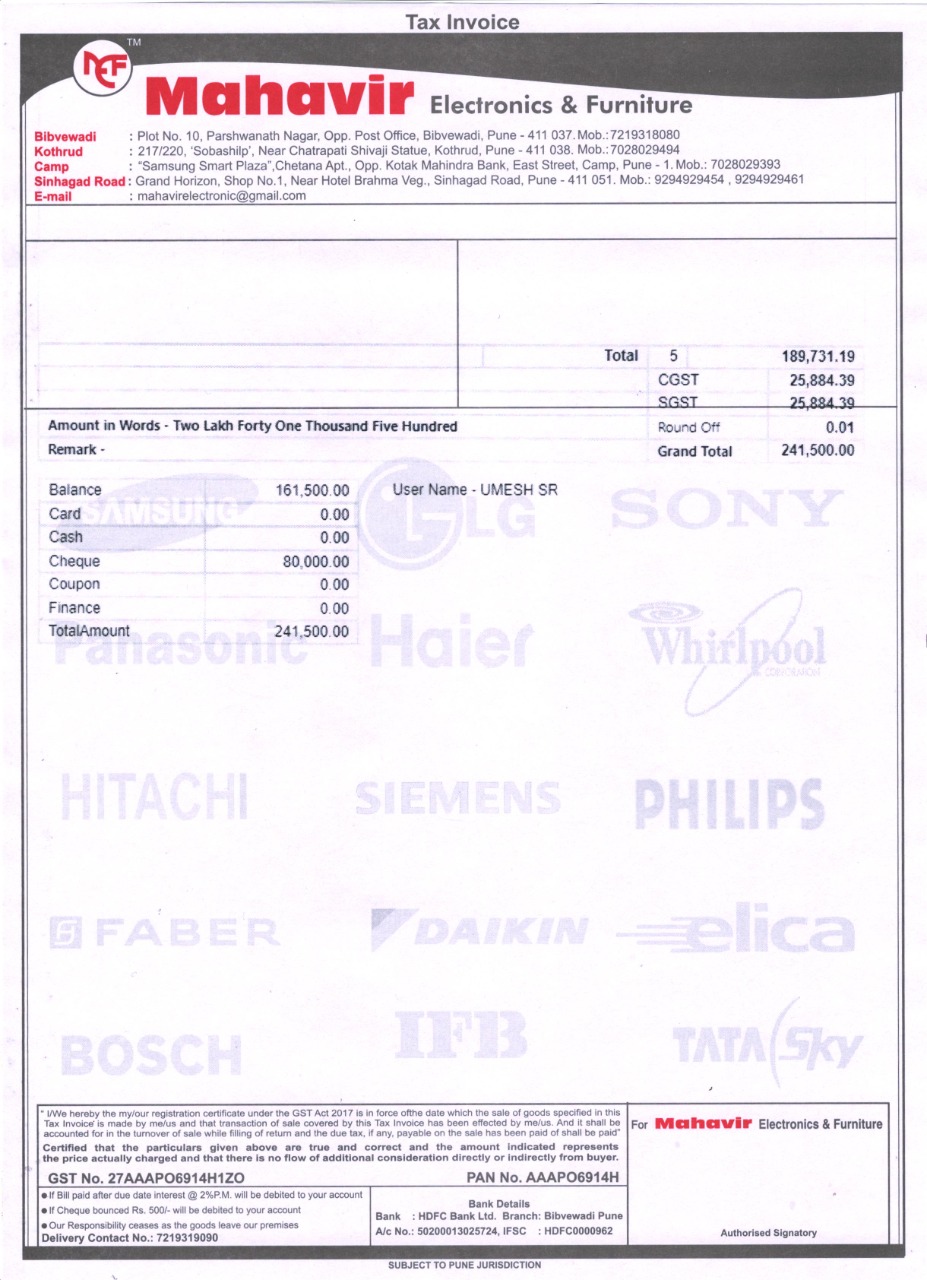 Tax Invoice
MEF TM
Mahavir Electronics & Furniture
Bibvewadi : Plot No. 10, Parshwanath Nagar, Opp. Post Office, Bibvewadi, Pune - 411 037. Mob.:7219318080
Kothrud : 217/220, 'Sobashilp', Near Chatrapati Shivaji Statue, Kothrud, Pune - 411 038. Mob.:7028029494
Camp : "Samsung Smart Plaza",Chetana Apt., Opp. Kotak Mahindra Bank, East Street, Camp, Pune - 1. Mob.: 7028029393
Sinhagad Road : Grand Horizon, Shop No.1, Near Hotel Brahma Veg., Sinhagad Road, Pune - 411 051. Mob.: 9294929454 , 9294929461
E-mail : mahavirelectronic@gmail.com
Total 5 189,731.19
CGST 25,884.39
SGST 25,884.39
Amount in Words - Two Lakh Forty One Thousand Five Hundred Round Off 0.01
Remark - Grand Total 241,500.00
Balance 161,500.00 User Name - UMESH SR
Card 0.00
SAMSUNG LG SONY
Cash 0.00
Cheque 80,000.00
Coupon 0.00
Finance 0.00
TotalAmount 241,500.00
Panasonic Haier Whirlpool
CORPORATION
HITACHI SIEMENS PHILIPS
FABER DAIKIN elica
BOSCH IFB TATA Sky
" I/We hereby the my/our registration certificate under the GST Act 2017 is in force ofthe date which the sale of goods specified in this
Tax Invoice' is made by me/us and that transaction of sale covered by this Tax Invoice has been effected by me/us. And it shall be
accounted for in the turnover of sale while filing of return and the due tax, if any, payable on the sale has been paid of shall be paid"
Certified that the particulars given above are true and correct and the amount indicated represents
the price actually charged and that there is no flow of additional consideration directly or indirectly from buyer.
For Mahavir Electronics & Furniture
GST No. 27AAAPO6914H1ZO PAN No. AAAPO6914H
● If Bill paid after due date interest @ 2%P.M. will be debited to your account
● If Cheque bounced Rs. 500/- will be debited to your account
● Our Responsibility ceases as the goods leave our premises
Delivery Contact No.: 7219319090
Bank Details
Bank : HDFC Bank Ltd. Branch: Bibvewadi Pune
A/c No.: 50200013025724, IFSC : HDFC0000962
Authorised Signatory
SUBJECT TO PUNE JURISDICTION